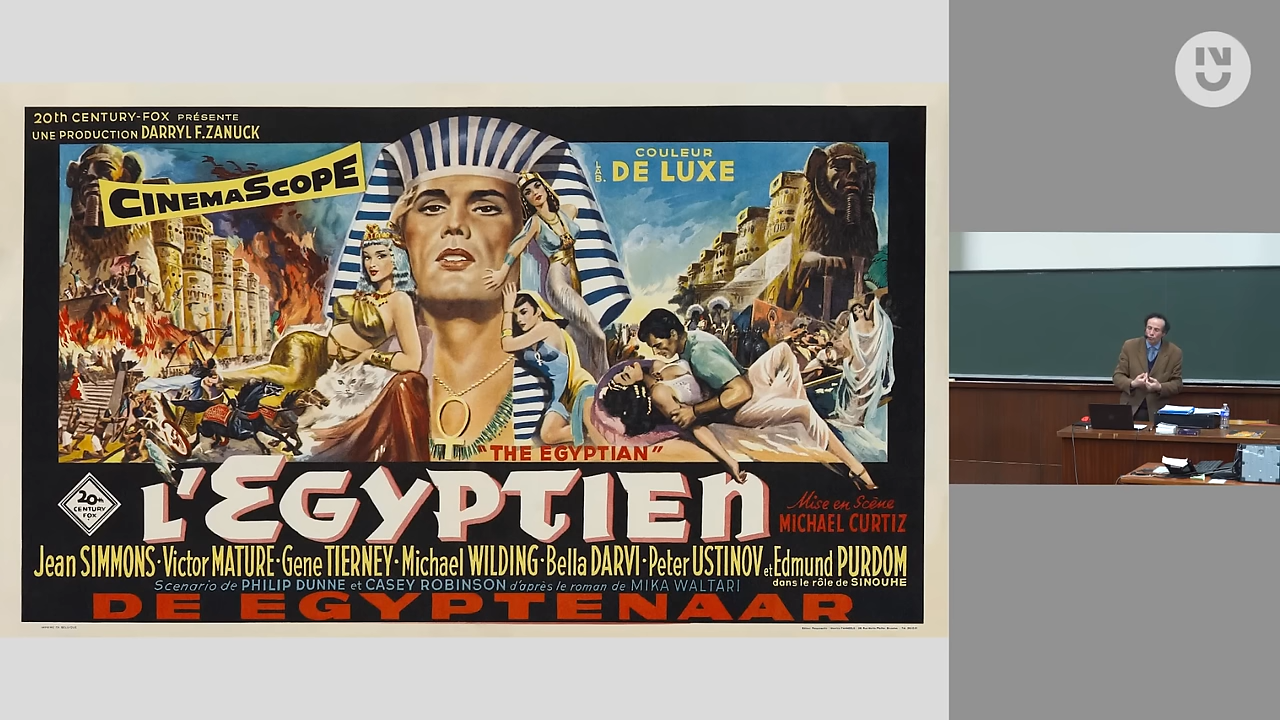 20th CENTURY-FOX PRÉSENTE
UNE PRODUCTION DARRYL F. ZANUCK
CINEMASCOPE
COULEUR
LAB. DE LUXE
"THE EGYPTIAN"
L'EGYPTIEN
20th
CENTURY
FOX
Mise en Scène
MICHAEL CURTIZ
Jean SIMMONS · Victor MATURE · Gene TIERNEY · Michael WILDING · Bella DARVI · Peter USTINOV et Edmund PURDOM
dans le rôle de SINOUHE
Scenario de PHILIP DUNNE et CASEY ROBINSON d'après le roman de MIKA WALTARI
DE EGYPTENAAR